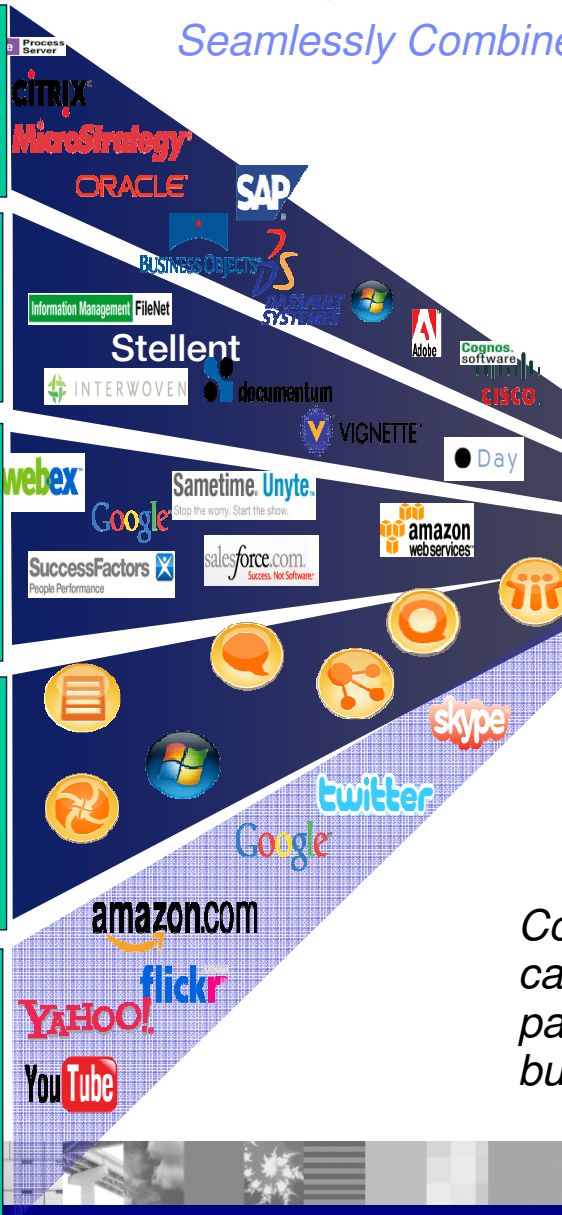 Seamlessly Combine
Process
Server
CITRIX
MicroStrategy
ORACLE
SAP
BUSINESS OBJECTS
DASSAULT
SYSTEMES
Adobe
Cognos.
software
CISCO
Information Management FileNet
Stellent
INTERWOVEN
documentum
VIGNETTE
Day
webex
Google
Sametime. Unyte
Stop the worry. Start the show.
amazon
webservices
SuccessFactors
People Performance
salesforce.com.
Success. Not Software.
skype
twitter
Google
amazon.com
flickr
YAHOO!
YouTube
Co
ca
pa
bu